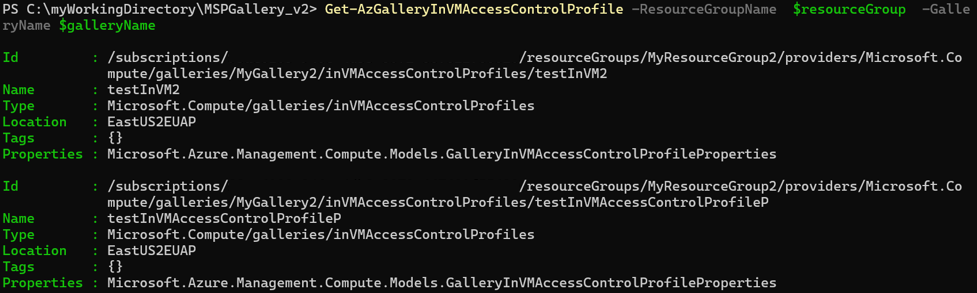 PS C:\myWorkingDirectory\MSPGallery_v2> Get-AzGalleryInVMAccessControlProfile -ResourceGroupName  $resourceGroup  -Galle
ryName $galleryName
Id         : /subscriptions/                                    /resourceGroups/MyResourceGroup2/providers/Microsoft.Co
             mpute/galleries/MyGallery2/inVMAccessControlProfiles/testInVM2
Name       : testInVM2
Type       : Microsoft.Compute/galleries/inVMAccessControlProfiles
Location   : EastUS2EUAP
Tags       : {}
Properties : Microsoft.Azure.Management.Compute.Models.GalleryInVMAccessControlProfileProperties
Id         : /subscriptions/                                    /resourceGroups/MyResourceGroup2/providers/Microsoft.Co
             mpute/galleries/MyGallery2/inVMAccessControlProfiles/testInVMAccessControlProfileP
Name       : testInVMAccessControlProfileP
Type       : Microsoft.Compute/galleries/inVMAccessControlProfiles
Location   : EastUS2EUAP
Tags       : {}
Properties : Microsoft.Azure.Management.Compute.Models.GalleryInVMAccessControlProfileProperties